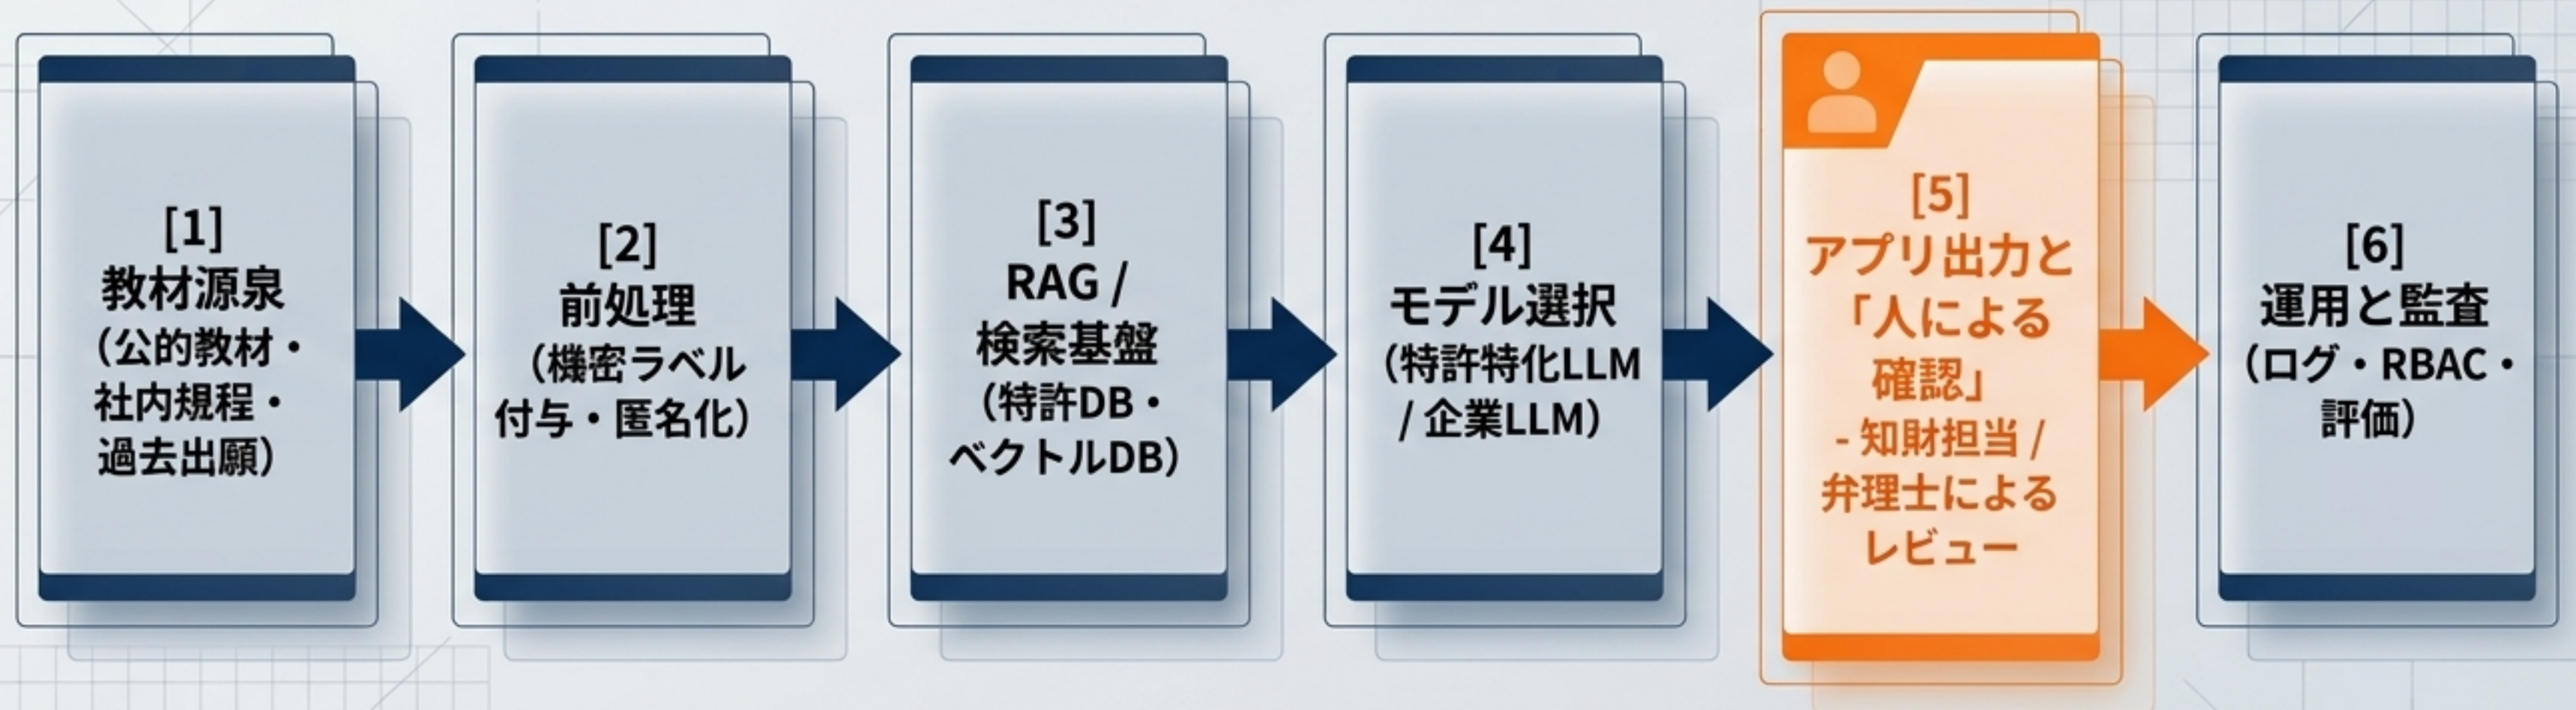 [1]
教材源泉
（公的教材・
社内規程・
過去出願）
[2]
前処理
（機密ラベル
付与・匿名化）
[3]
RAG /
検索基盤
（特許DB・
ベクトルDB）
[4]
モデル選択
（特許特化LLM
/ 企業LLM）
[5]
アプリ出力と
「人による
確認」
- 知財担当 /
弁理士による
レビュー
[6]
運用と監査
（ログ・RBAC・
評価）